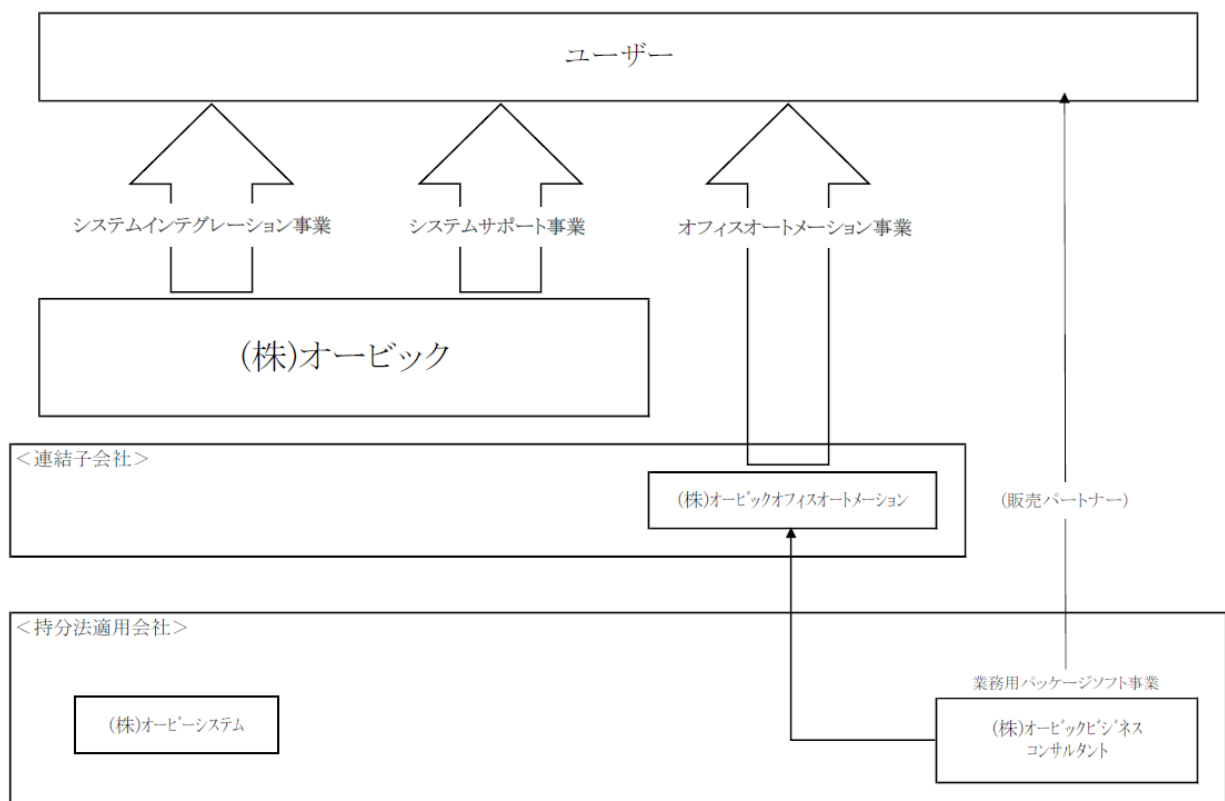 ユーザー
システムインテグレーション事業
システムサポート事業
オフィスオートメーション事業
(株)オービック
＜連結子会社＞
(株)オービックオフィスオートメーション
(販売パートナー)
＜持分法適用会社＞
業務用パッケージソフト事業
(株)オービーシステム
(株)オービックビジネス
コンサルタント